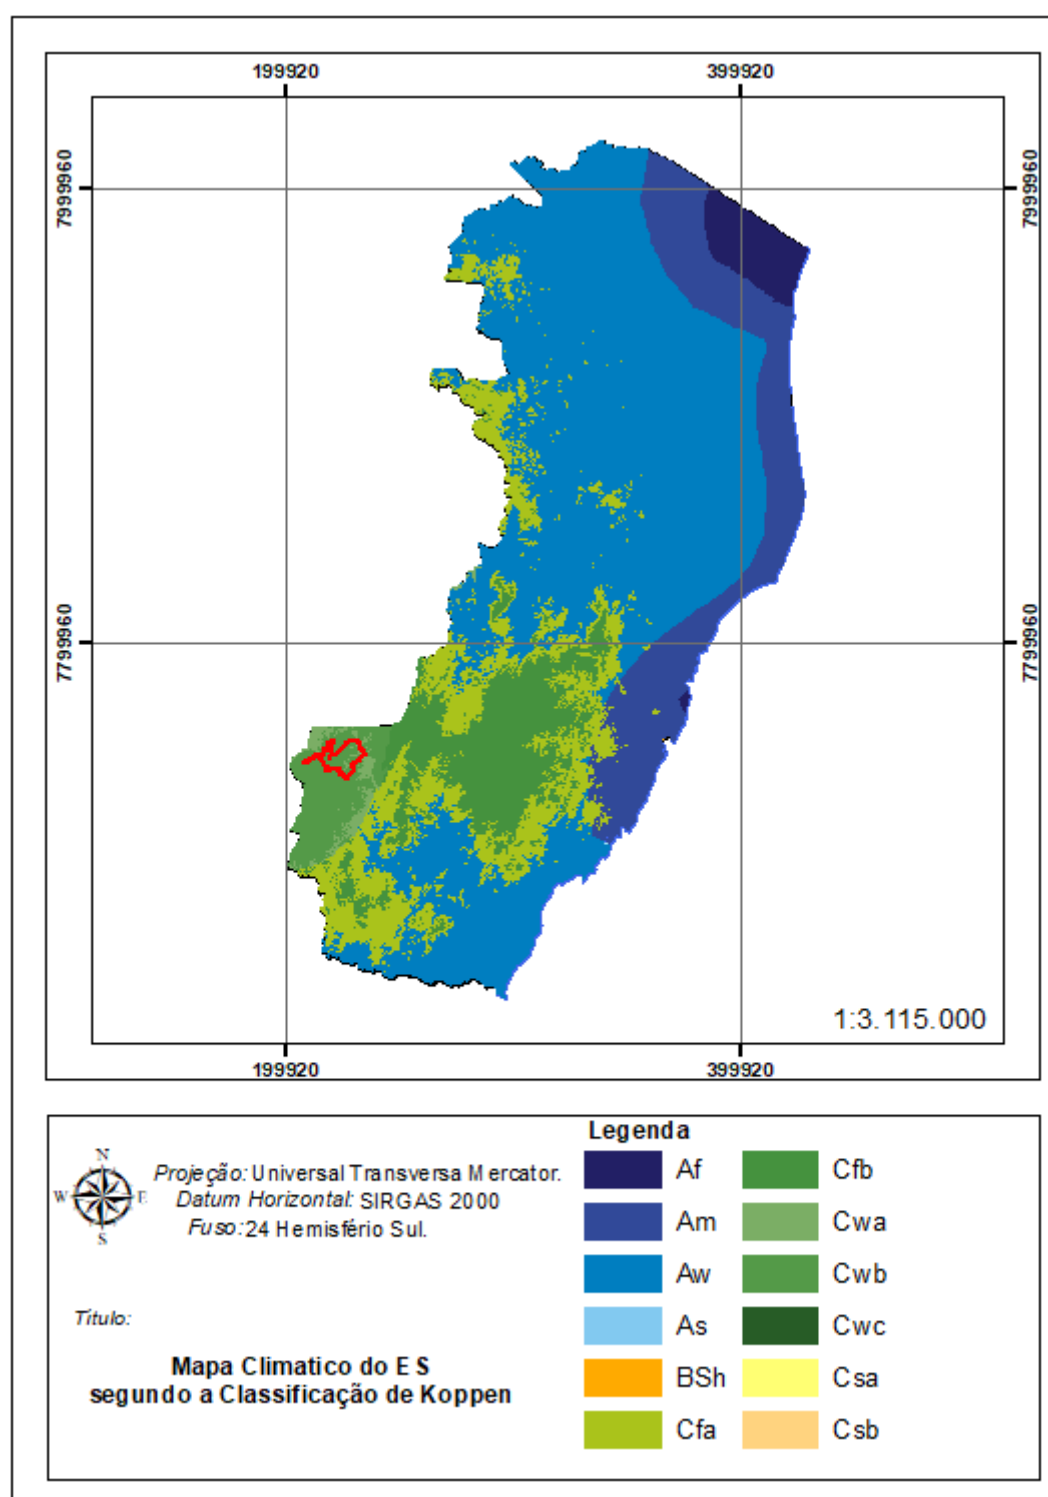 199920 399920
7999960 7999960
7799960 7799960
1:3.115.000
199920 399920
Legenda
N
W E
S
Projeção: Universal Transversa Mercator.
Datum Horizontal: SIRGAS 2000
Fuso: 24 Hemisfério Sul.
Titulo:
Mapa Climatico do ES
segundo a Classificação de Koppen
Af
Am
Aw
As
BSh
Cfa
Cfb
Cwa
Cwb
Cwc
Csa
Csb